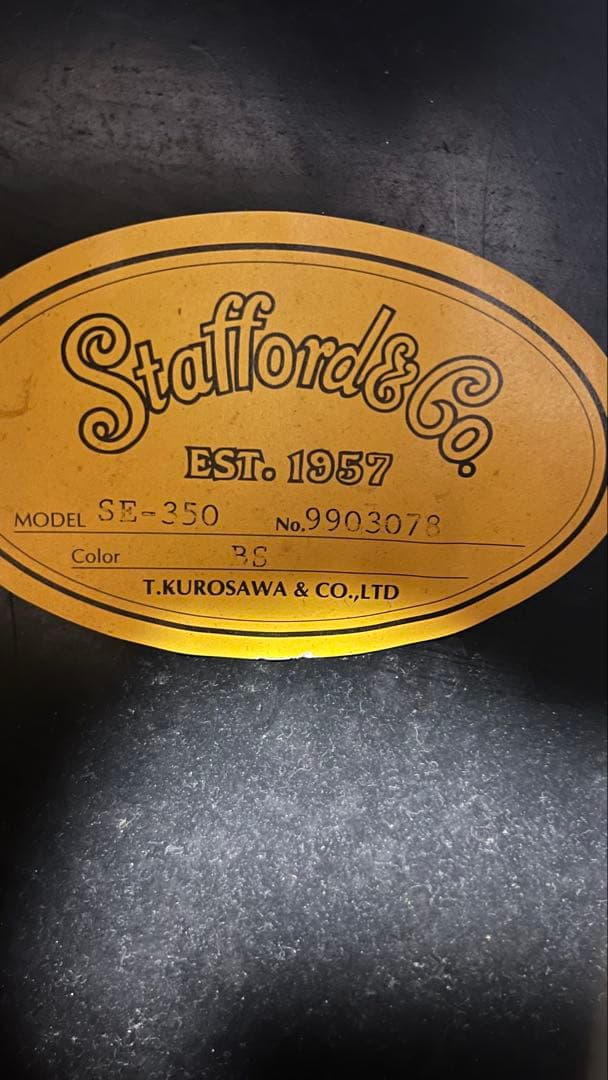 Stafford & Co.
EST. 1957
MODEL SE-350 No. 9903078
Color BS
T.KUROSAWA & CO.,LTD